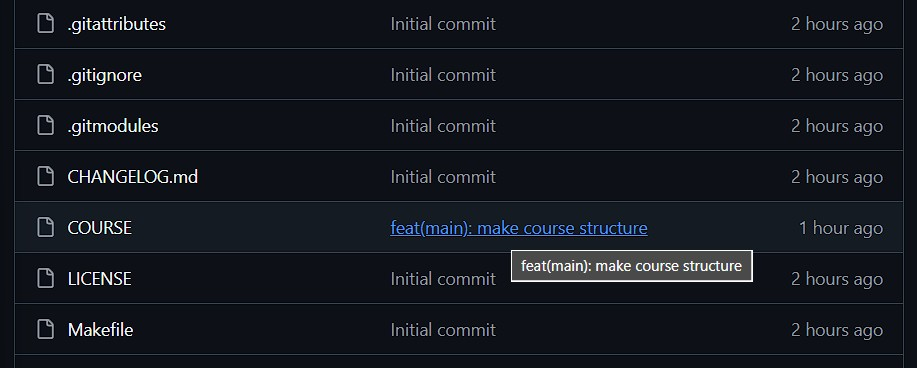 .gitattributes Initial commit 2 hours ago
.gitignore Initial commit 2 hours ago
.gitmodules Initial commit 2 hours ago
CHANGELOG.md Initial commit 2 hours ago
COURSE feat(main): make course structure 1 hour ago
feat(main): make course structure
LICENSE Initial commit 2 hours ago
Makefile Initial commit 2 hours ago